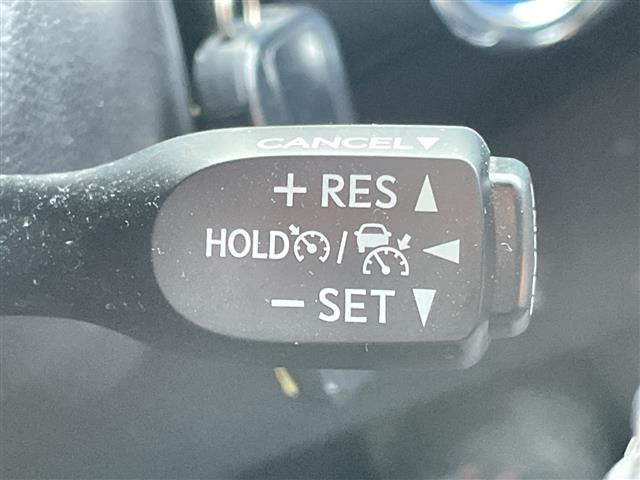 CANCEL▼
+ RES ▲
HOLD / ◀
− SET ▼